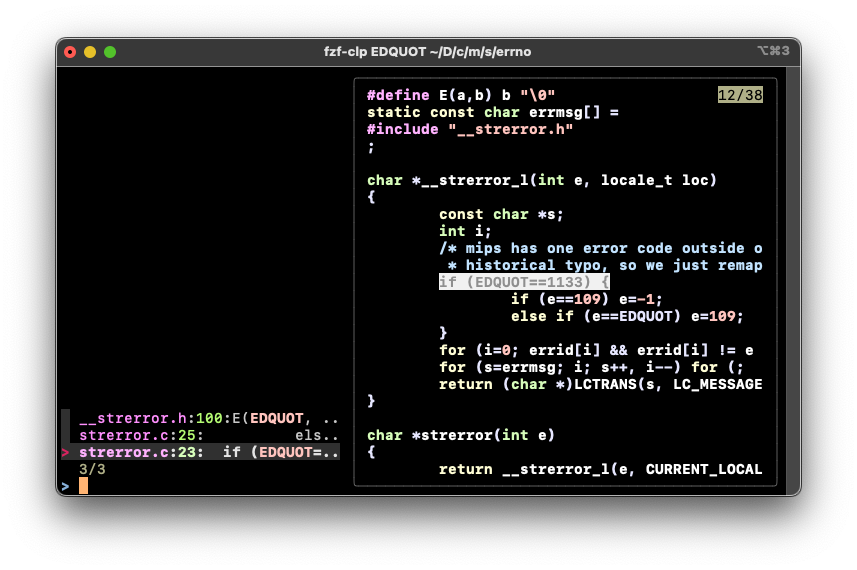 fzf-clp EDQUOT ~/D/c/m/s/errno
⌥⌘3
#define E(a,b) b "\0"
12/38
static const char errmsg[] =
#include "__strerror.h"
;
char *__strerror_l(int e, locale_t loc)
{
const char *s;
int i;
/* mips has one error code outside o
* historical typo, so we just remap
if (EDQUOT==1133) {
if (e==109) e=-1;
else if (e==EDQUOT) e=109;
}
for (i=0; errid[i] && errid[i] != e
for (s=errmsg; i; s++, i--) for (;
return (char *)LCTRANS(s, LC_MESSAGE
}
char *strerror(int e)
{
return __strerror_l(e, CURRENT_LOCAL
__strerror.h:100:E(EDQUOT, ..
strerror.c:25: els..
> strerror.c:23: if (EDQUOT=..
3/3
>